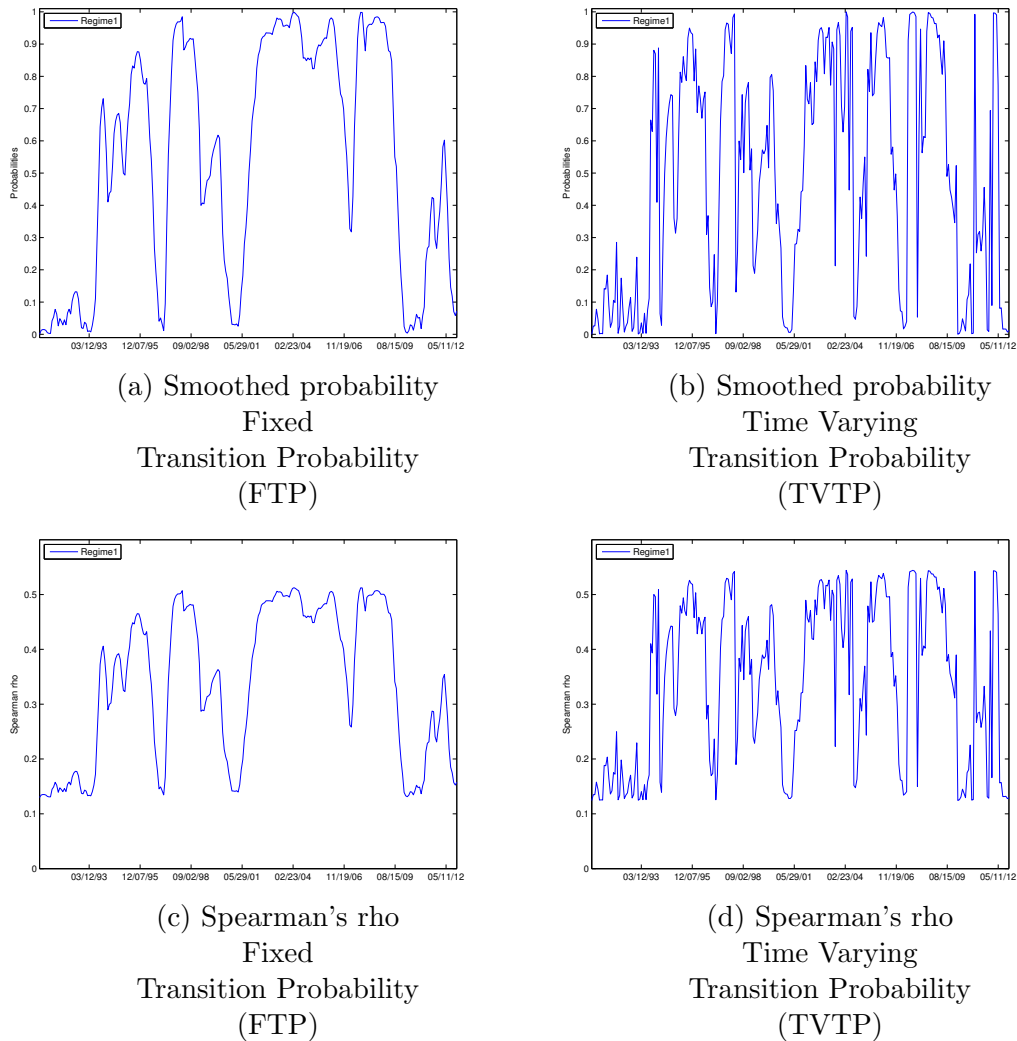 Regime1
1
0.9
0.8
0.7
0.6
0.5
0.4
0.3
0.2
0.1
0
Probabilities
03/12/93 12/07/95 09/02/98 05/29/01 02/23/04 11/19/06 08/15/09 05/11/12
(a) Smoothed probability
Fixed
Transition Probability
(FTP)
Regime1
1
0.9
0.8
0.7
0.6
0.5
0.4
0.3
0.2
0.1
0
Probabilities
03/12/93 12/07/95 09/02/98 05/29/01 02/23/04 11/19/06 08/15/09 05/11/12
(b) Smoothed probability
Time Varying
Transition Probability
(TVTP)
Regime1
0.5
0.4
0.3
0.2
0.1
0
Spearman rho
03/12/93 12/07/95 09/02/98 05/29/01 02/23/04 11/19/06 08/15/09 05/11/12
(c) Spearman's rho
Fixed
Transition Probability
(FTP)
Regime1
0.5
0.4
0.3
0.2
0.1
0
Spearman rho
03/12/93 12/07/95 09/02/98 05/29/01 02/23/04 11/19/06 08/15/09 05/11/12
(d) Spearman's rho
Time Varying
Transition Probability
(TVTP)